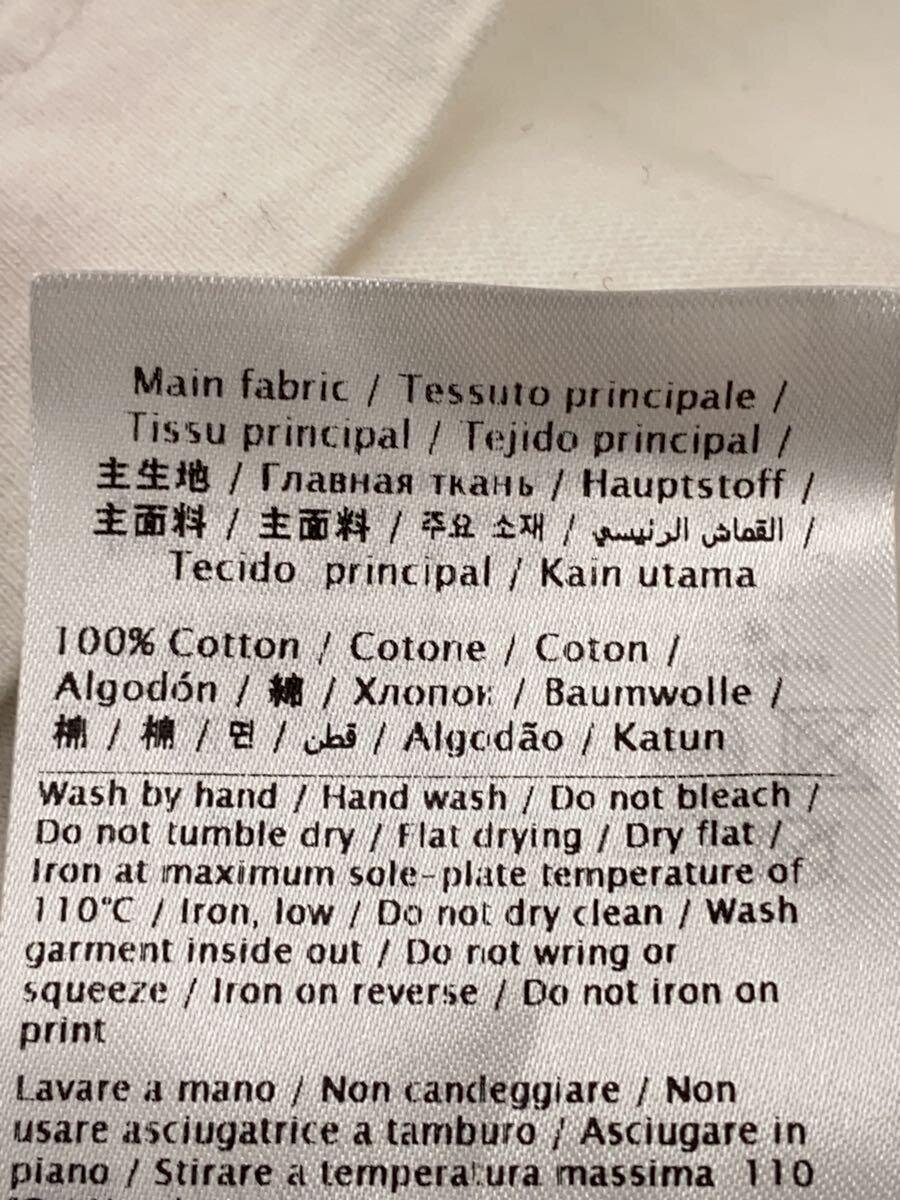 Main fabric / Tessuto principale /
Tissu principal / Tejido principal /
主生地 / Главная ткань / Hauptstoff /
主面料 / 主面料 / 주요 소재 / القماش الرئيسي /
Tecido principal / Kain utama
100% Cotton / Cotone / Coton /
Algodón / 綿 / Хлопок / Baumwolle /
棉 / 棉 / 면 / قطن / Algodão / Katun
Wash by hand / Hand wash / Do not bleach /
Do not tumble dry / Flat drying / Dry flat /
Iron at maximum sole-plate temperature of
110°C / Iron, low / Do not dry clean / Wash
garment inside out / Do not wring or
squeeze / Iron on reverse / Do not iron on
print
Lavare a mano / Non candeggiare / Non
usare asciugatrice a tamburo / Asciugare in
piano / Stirare a temperatura massima 110